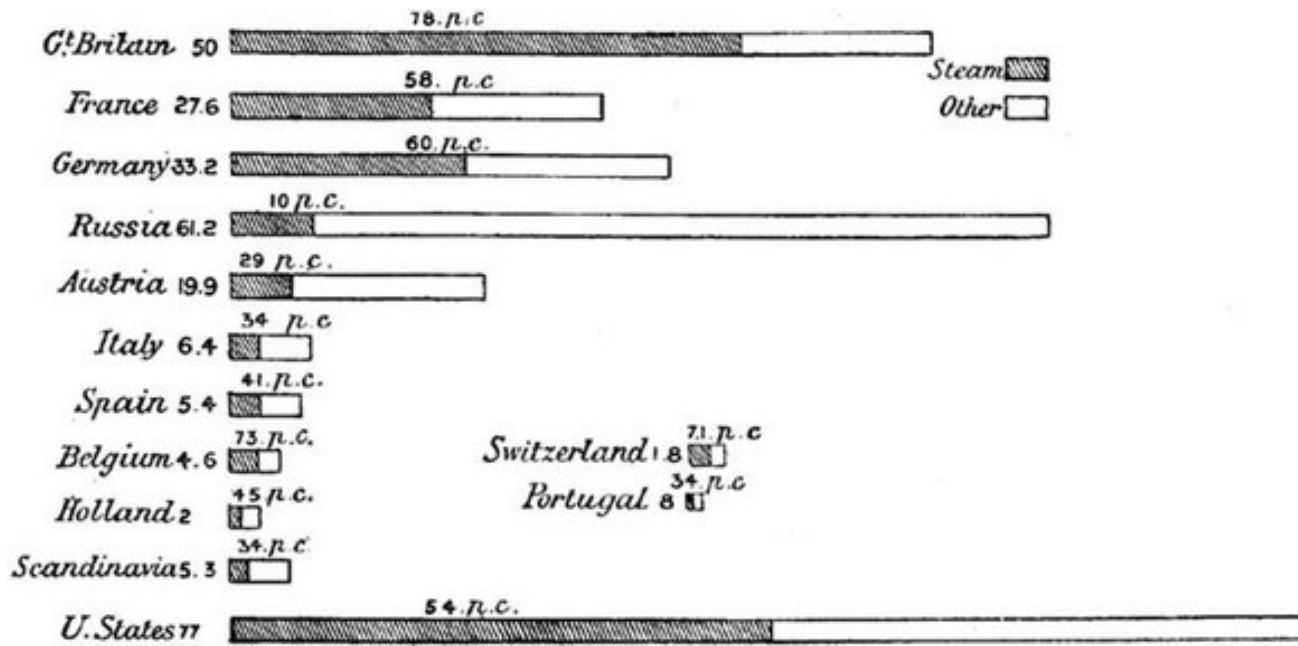 78. p.c
Gt. Britain 50
Steam
58. p.c
France 27.6
Other
60. p.c.
Germany 33.2
10 p.c.
Russia 61.2
29 p.c.
Austria 19.9
34 p.c
Italy 6.4
41. p.c.
Spain 5.4
73. p.c.
Belgium 4.6
71. p.c
Switzerland 1.8
45 p.c.
Holland 2
34. p.c
Portugal 8
34. p.c.
Scandinavia 5.3
54. p.c.
U. States 77